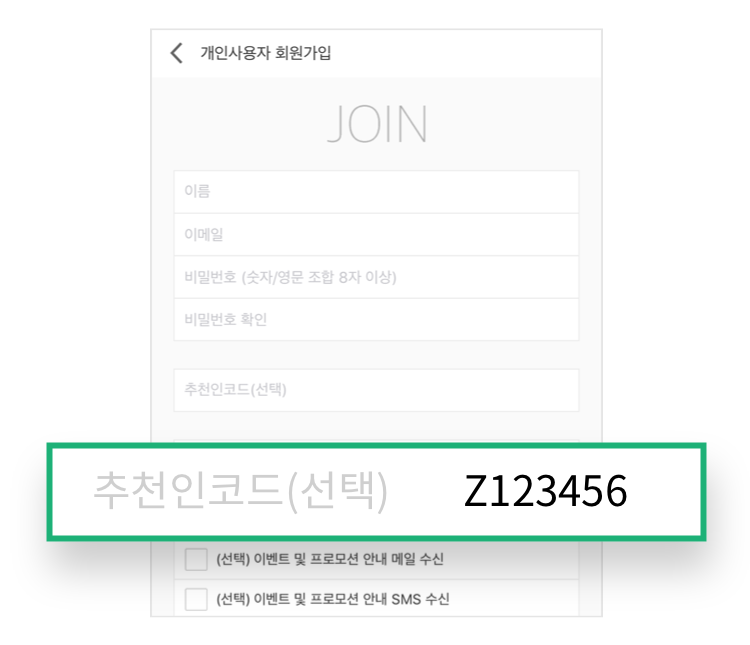 개인사용자 회원가입
JOIN
이름
이메일
비밀번호 (숫자/영문 조합 8자 이상)
비밀번호 확인
추천인코드(선택)
추천인코드(선택) Z123456
(선택) 이벤트 및 프로모션 안내 메일 수신
(선택) 이벤트 및 프로모션 안내 SMS 수신